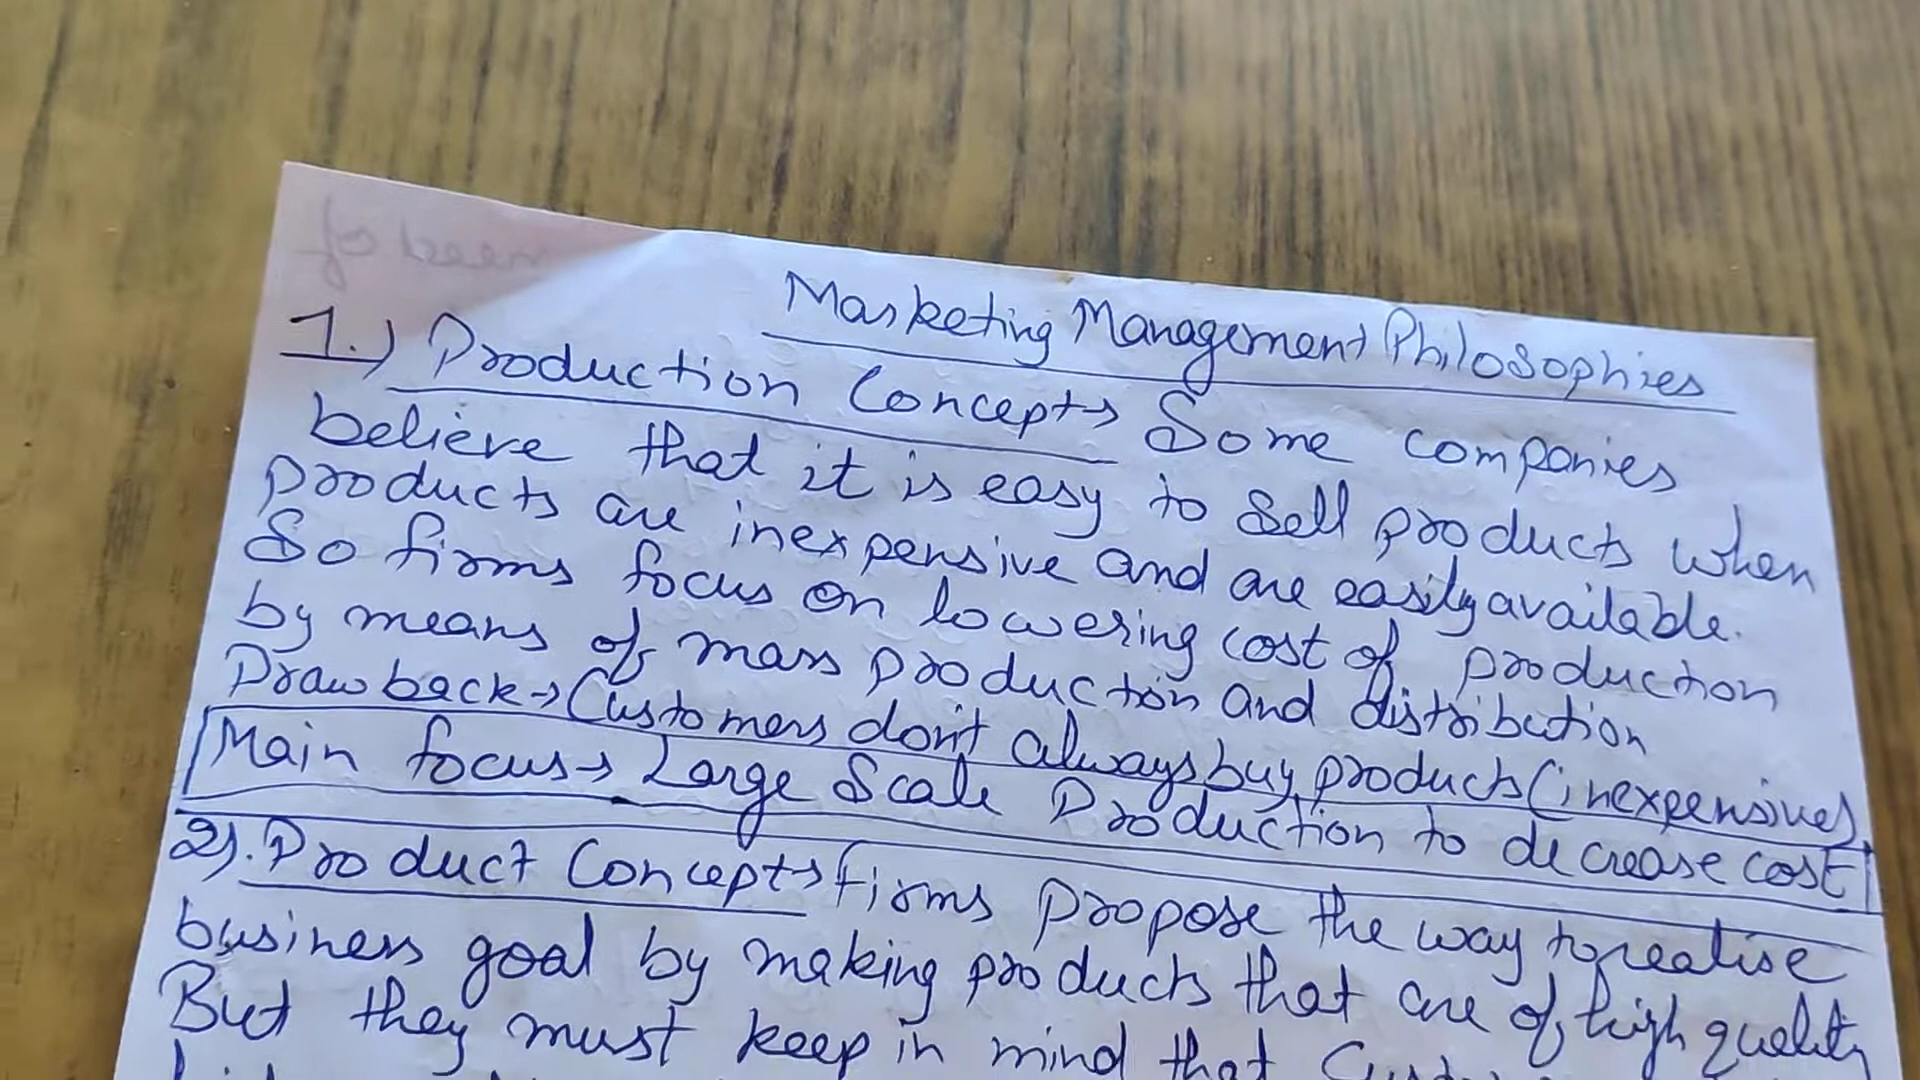 Marketing Management Philosophies
1.) Production Concept→ Some companies
believe that it is easy to sell products when
products are inexpensive and are easily available.
So firms focus on lowering cost of production
by means of mass production and distribution
Drawback→ Customers don't always buy products (inexpensive).
Main focus→ Large Scale Production to decrease cost
2). Product Concept→ firms propose the way to realise
business goal by making products that are of high quality
But they must keep in mind that